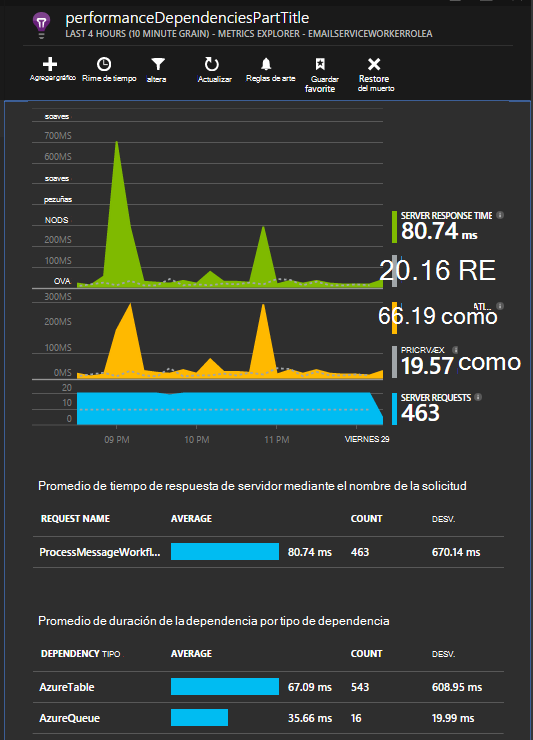 performanceDependenciesPartTitle
LAST 4 HOURS (10 MINUTE GRAIN) - METRICS EXPLORER - EMAILSERVICEWORKERROLEA
Agregar gráfico
Rime de tiempo
altera
Actualizar
Reglas de arte
Guardar favorite
Restore del muerto
soaves
700MS
600MS
soaves
pezuñas
NODS
200MS
100MS
OVA
300MS
200MS
100MS
0MS
20
10
0
09 PM
10 PM
11 PM
VIERNES 29
SERVER RESPONSE TIME
80.74 ms
20.16 RE
ATI...
66.19 como
19.57 como
SERVER REQUESTS
463
Promedio de tiempo de respuesta de servidor mediante el nombre de la solicitud
REQUEST NAME AVERAGE COUNT DESV.
ProcessMessageWorkfl... 80.74 ms 463 670.14 ms
Promedio de duración de la dependencia por tipo de dependencia
DEPENDENCY TIPO AVERAGE COUNT DESV.
AzureTable 67.09 ms 543 608.95 ms
AzureQueue 35.66 ms 16 19.99 ms